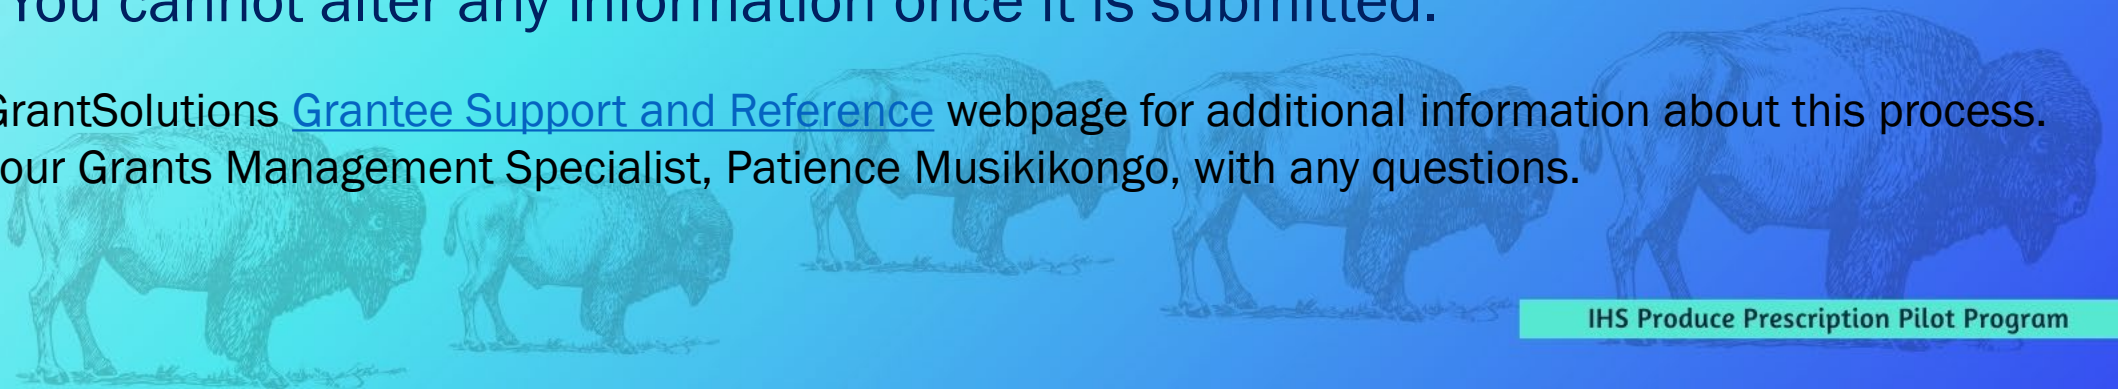 You cannot alter any information once it is submitted.
GrantSolutions Grantee Support and Reference webpage for additional information about this process.
our Grants Management Specialist, Patience Musikikongo, with any questions.
IHS Produce Prescription Pilot Program